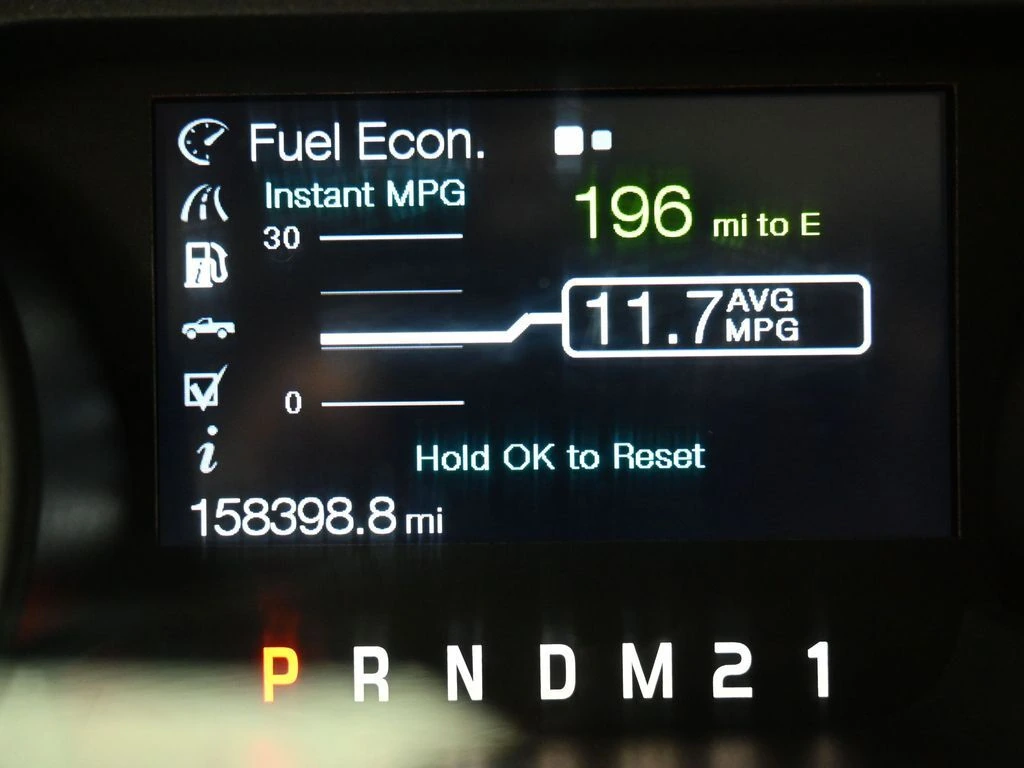 Fuel Econ.
Instant MPG
196 mi to E
30
11.7 AVG MPG
0
Hold OK to Reset
158398.8 mi
P R N D M 2 1